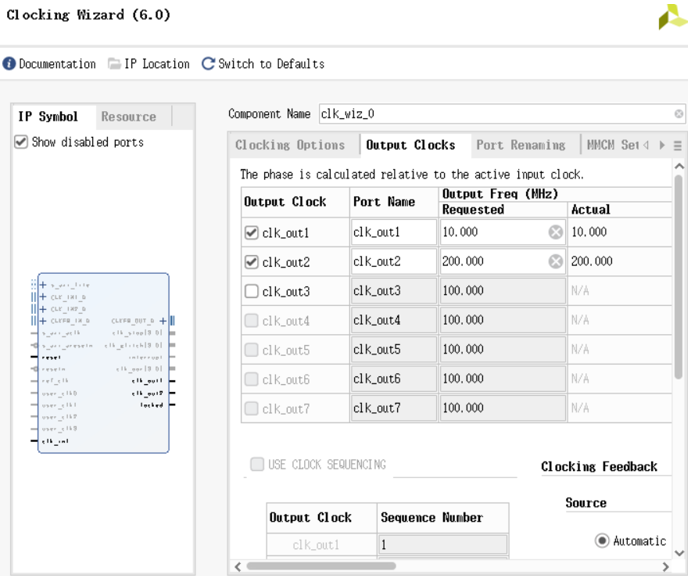 Clocking Wizard (6.0)
Documentation IP Location Switch to Defaults
IP Symbol Resource
Show disabled ports
Component Name clk_wiz_0
Clocking Options Output Clocks Port Renaming MMCM Set
The phase is calculated relative to the active input clock.
Output Clock Port Name Output Freq (MHz)
Requested Actual
clk_out1 clk_out1 10.000 10.000
clk_out2 clk_out2 200.000 200.000
clk_out3 clk_out3 100.000 N/A
clk_out4 clk_out4 100.000 N/A
clk_out5 clk_out5 100.000 N/A
clk_out6 clk_out6 100.000 N/A
clk_out7 clk_out7 100.000 N/A
USE CLOCK SEQUENCING
Clocking Feedback
Source
Automatic
Output Clock Sequence Number
clk_out1 1
reset
clk_out1
clk_out2
locked
clk_in1